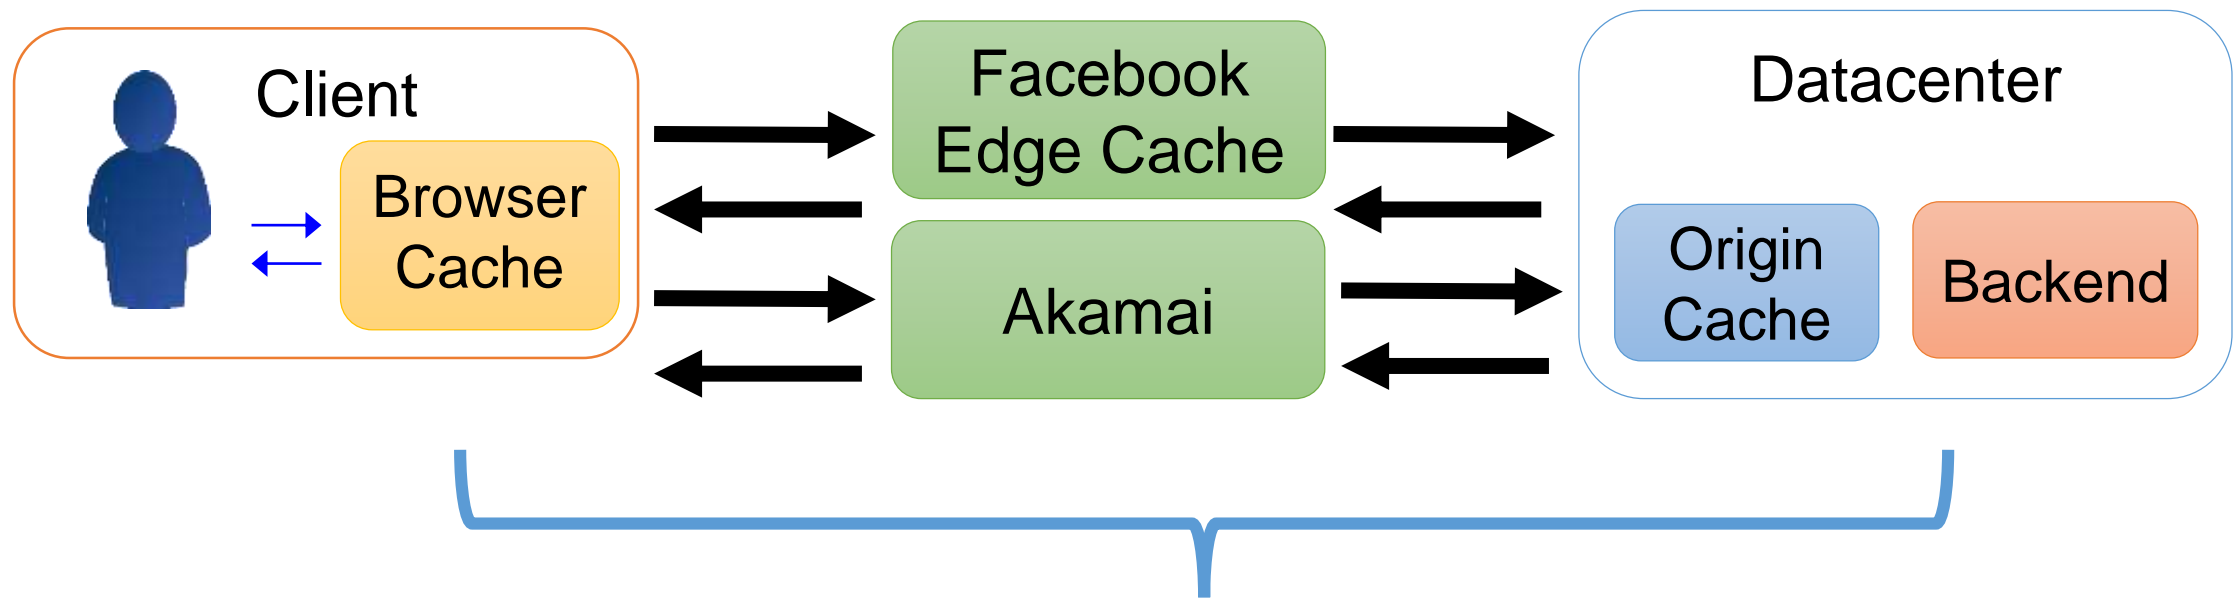 Client
Browser
Cache
Facebook
Edge Cache
Akamai
Datacenter
Origin
Cache
Backend